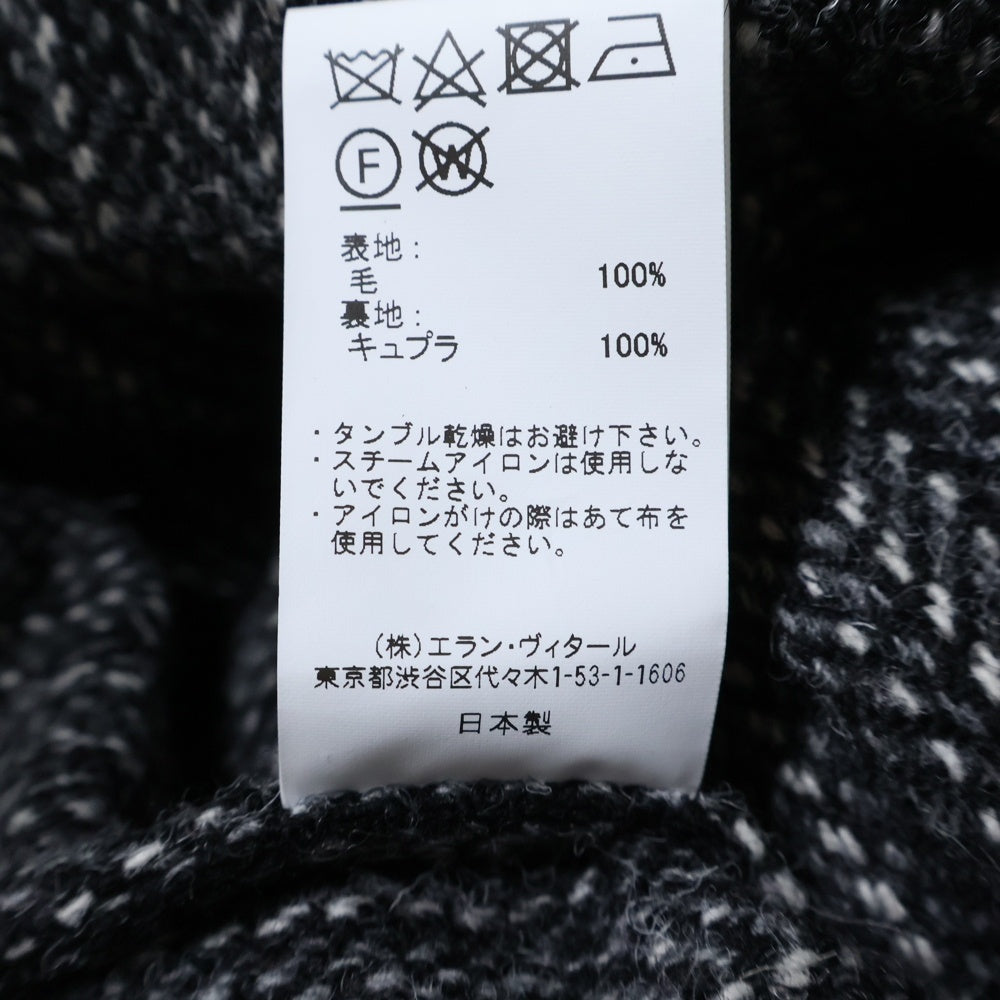 F W
表地:
毛 100%
裏地:
キュプラ 100%
・タンブル乾燥はお避け下さい。
・スチームアイロンは使用しな
いでください。
・アイロンがけの際はあて布を
使用してください。
(株)エラン・ヴィタール
東京都渋谷区代々木1-53-1-1606
日本製